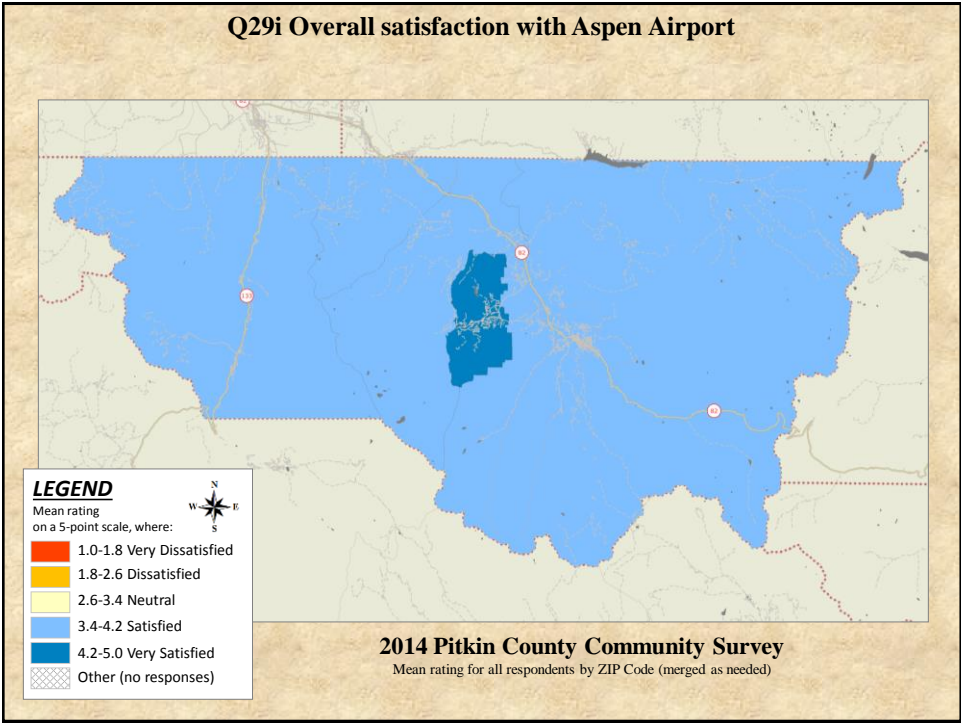 Q29i Overall satisfaction with Aspen Airport
82
133
82
LEGEND
Mean rating
on a 5-point scale, where:
N
W
E
S
1.0-1.8 Very Dissatisfied
1.8-2.6 Dissatisfied
2.6-3.4 Neutral
3.4-4.2 Satisfied
4.2-5.0 Very Satisfied
Other (no responses)
2014 Pitkin County Community Survey
Mean rating for all respondents by ZIP Code (merged as needed)